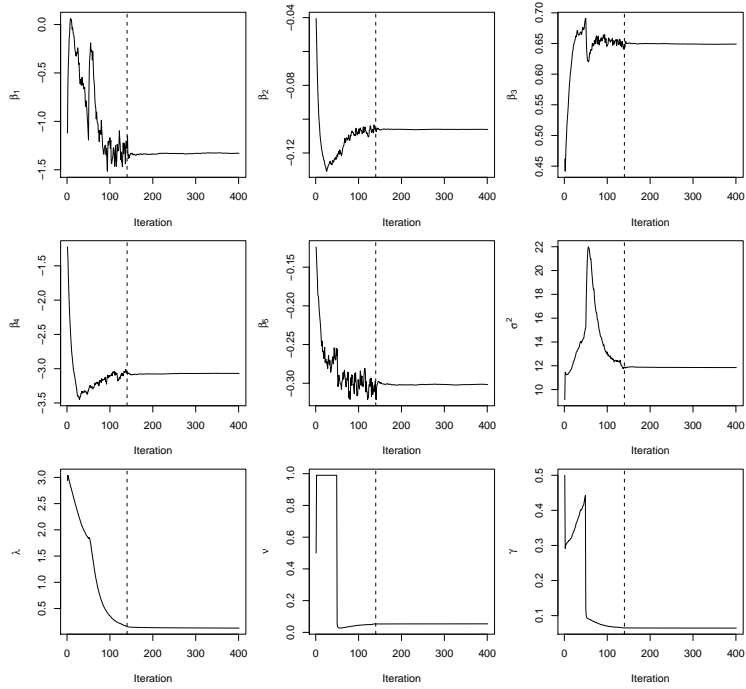 β1
0.0
−0.5
−1.0
−1.5
0 100 200 300 400
Iteration
β2
−0.04
−0.08
−0.12
0 100 200 300 400
Iteration
β3
0.70
0.65
0.60
0.55
0.50
0.45
0 100 200 300 400
Iteration
β4
−1.5
−2.0
−2.5
−3.0
−3.5
0 100 200 300 400
Iteration
β5
−0.15
−0.20
−0.25
−0.30
0 100 200 300 400
Iteration
σ2
22
20
18
16
14
12
10
0 100 200 300 400
Iteration
λ
3.0
2.5
2.0
1.5
1.0
0.5
0 100 200 300 400
Iteration
ν
1.0
0.8
0.6
0.4
0.2
0.0
0 100 200 300 400
Iteration
γ
0.5
0.4
0.3
0.2
0.1
0 100 200 300 400
Iteration